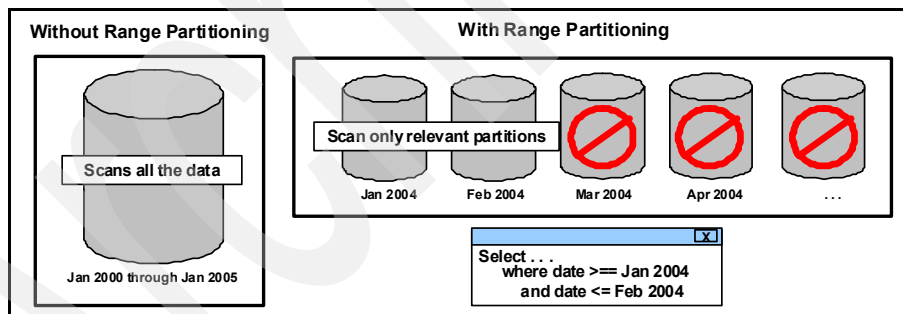 Without Range Partitioning
With Range Partitioning
Scans all the data
Jan 2000 through Jan 2005
Scan only relevant partitions
Jan 2004
Feb 2004
Mar 2004
Apr 2004
. . .
X
Select . . .
where date >== Jan 2004
and date <= Feb 2004